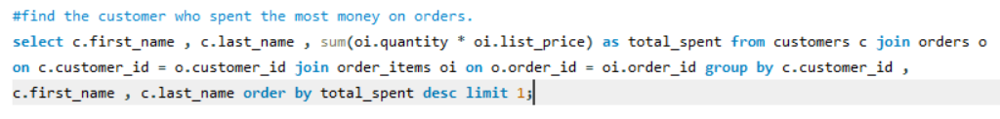 #find the customer who spent the most money on orders.
select c.first_name , c.last_name , sum(oi.quantity * oi.list_price) as total_spent from customers c join orders o
on c.customer_id = o.customer_id join order_items oi on o.order_id = oi.order_id group by c.customer_id ,
c.first_name , c.last_name order by total_spent desc limit 1;